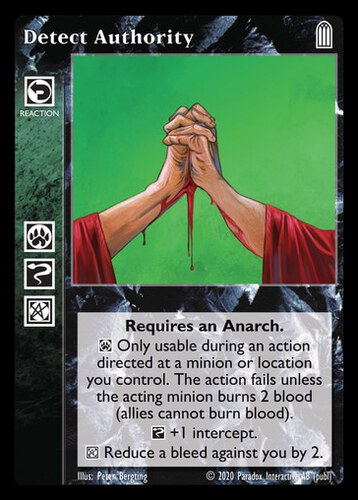 Detect Authority
REACTION
Requires an Anarch.
Only usable during an action
directed at a minion or location
you control. The action fails unless
the acting minion burns 2 blood
(allies cannot burn blood).
+1 intercept.
Reduce a bleed against you by 2.
Illus: Peter Bergting © 2020 Paradox Interactive AB (publ)